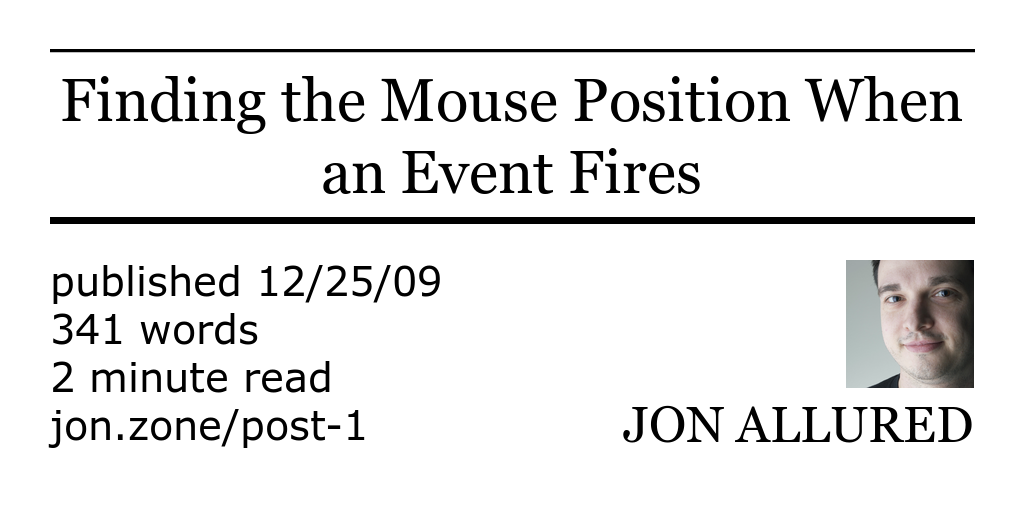 Finding the Mouse Position When
an Event Fires
published 12/25/09
341 words
2 minute read
jon.zone/post-1
JON ALLURED